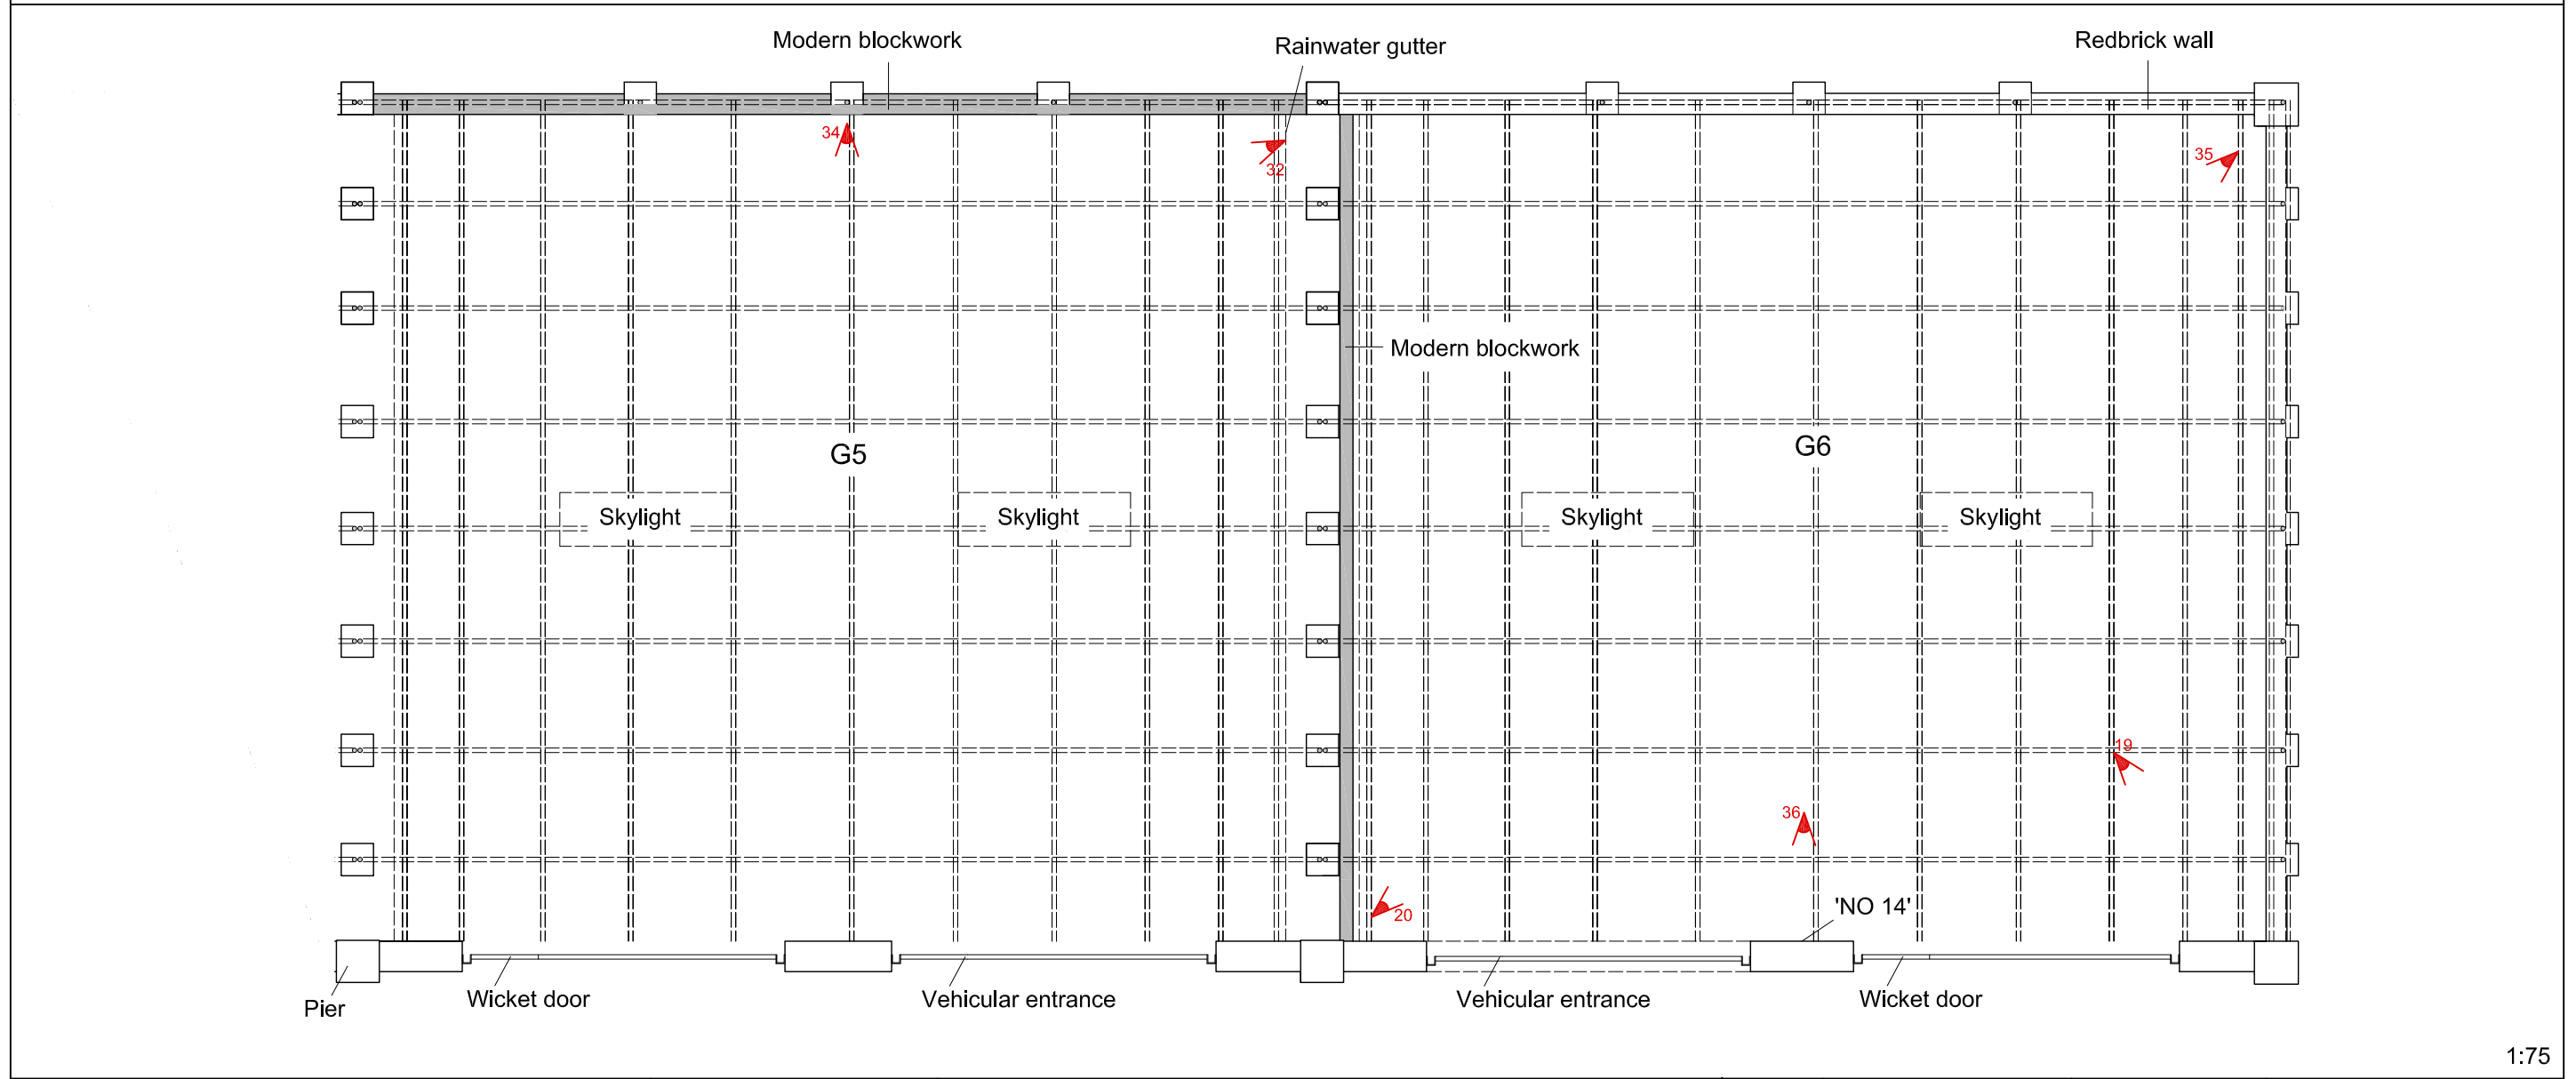 Modern blockwork
Rainwater gutter
Redbrick wall
34
32
35
Modern blockwork
G5
G6
Skylight
Skylight
Skylight
Skylight
19
36
20
'NO 14'
Pier
Wicket door
Vehicular entrance
Vehicular entrance
Wicket door
1:75